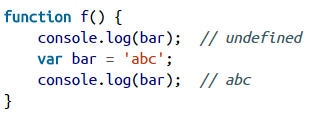 function f() {
    console.log(bar);  // undefined
    var bar = 'abc';
    console.log(bar);  // abc
}